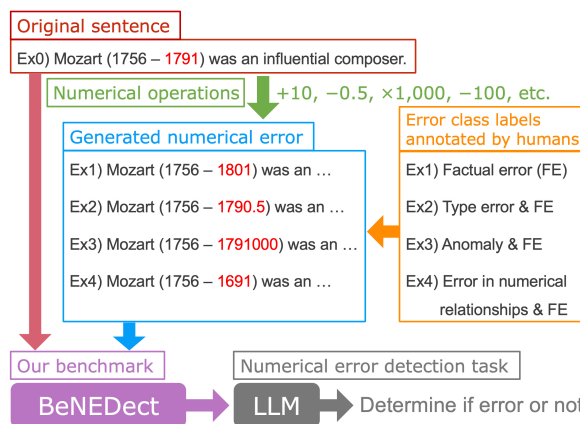 Original sentence
Ex0) Mozart (1756 – 1791) was an influential composer.
Numerical operations
+10, −0.5, ×1,000, −100, etc.
Generated numerical error
Ex1) Mozart (1756 – 1801) was an …
Ex2) Mozart (1756 – 1790.5) was an …
Ex3) Mozart (1756 – 1791000) was an …
Ex4) Mozart (1756 – 1691) was an …
Error class labels
annotated by humans
Ex1) Factual error (FE)
Ex2) Type error & FE
Ex3) Anomaly & FE
Ex4) Error in numerical
relationships & FE
Our benchmark
BeNEDect
Numerical error detection task
LLM
Determine if error or not